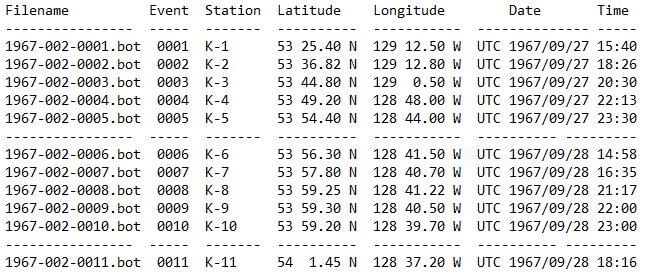 Filename          Event  Station  Latitude    Longitude        Date       Time
----------------  -----  -------  ----------  -----------  -------------- -----
1967-002-0001.bot  0001  K-1      53 25.40 N  129 12.50 W  UTC 1967/09/27 15:40
1967-002-0002.bot  0002  K-2      53 36.82 N  129 12.80 W  UTC 1967/09/27 18:26
1967-002-0003.bot  0003  K-3      53 44.80 N  129  0.50 W  UTC 1967/09/27 20:30
1967-002-0004.bot  0004  K-4      53 49.20 N  128 48.00 W  UTC 1967/09/27 22:13
1967-002-0005.bot  0005  K-5      53 54.40 N  128 44.00 W  UTC 1967/09/27 23:30
----------------  -----  -------  ----------  -----------  ---------- ---------
1967-002-0006.bot  0006  K-6      53 56.30 N  128 41.50 W  UTC 1967/09/28 14:58
1967-002-0007.bot  0007  K-7      53 57.80 N  128 40.70 W  UTC 1967/09/28 16:35
1967-002-0008.bot  0008  K-8      53 59.25 N  128 41.22 W  UTC 1967/09/28 21:17
1967-002-0009.bot  0009  K-9      53 59.30 N  128 40.50 W  UTC 1967/09/28 22:00
1967-002-0010.bot  0010  K-10     53 59.20 N  128 39.70 W  UTC 1967/09/28 23:00
----------------  -----  -------  ----------  -----------  ---------- ---------
1967-002-0011.bot  0011  K-11     54  1.45 N  128 37.20 W  UTC 1967/09/28 18:16